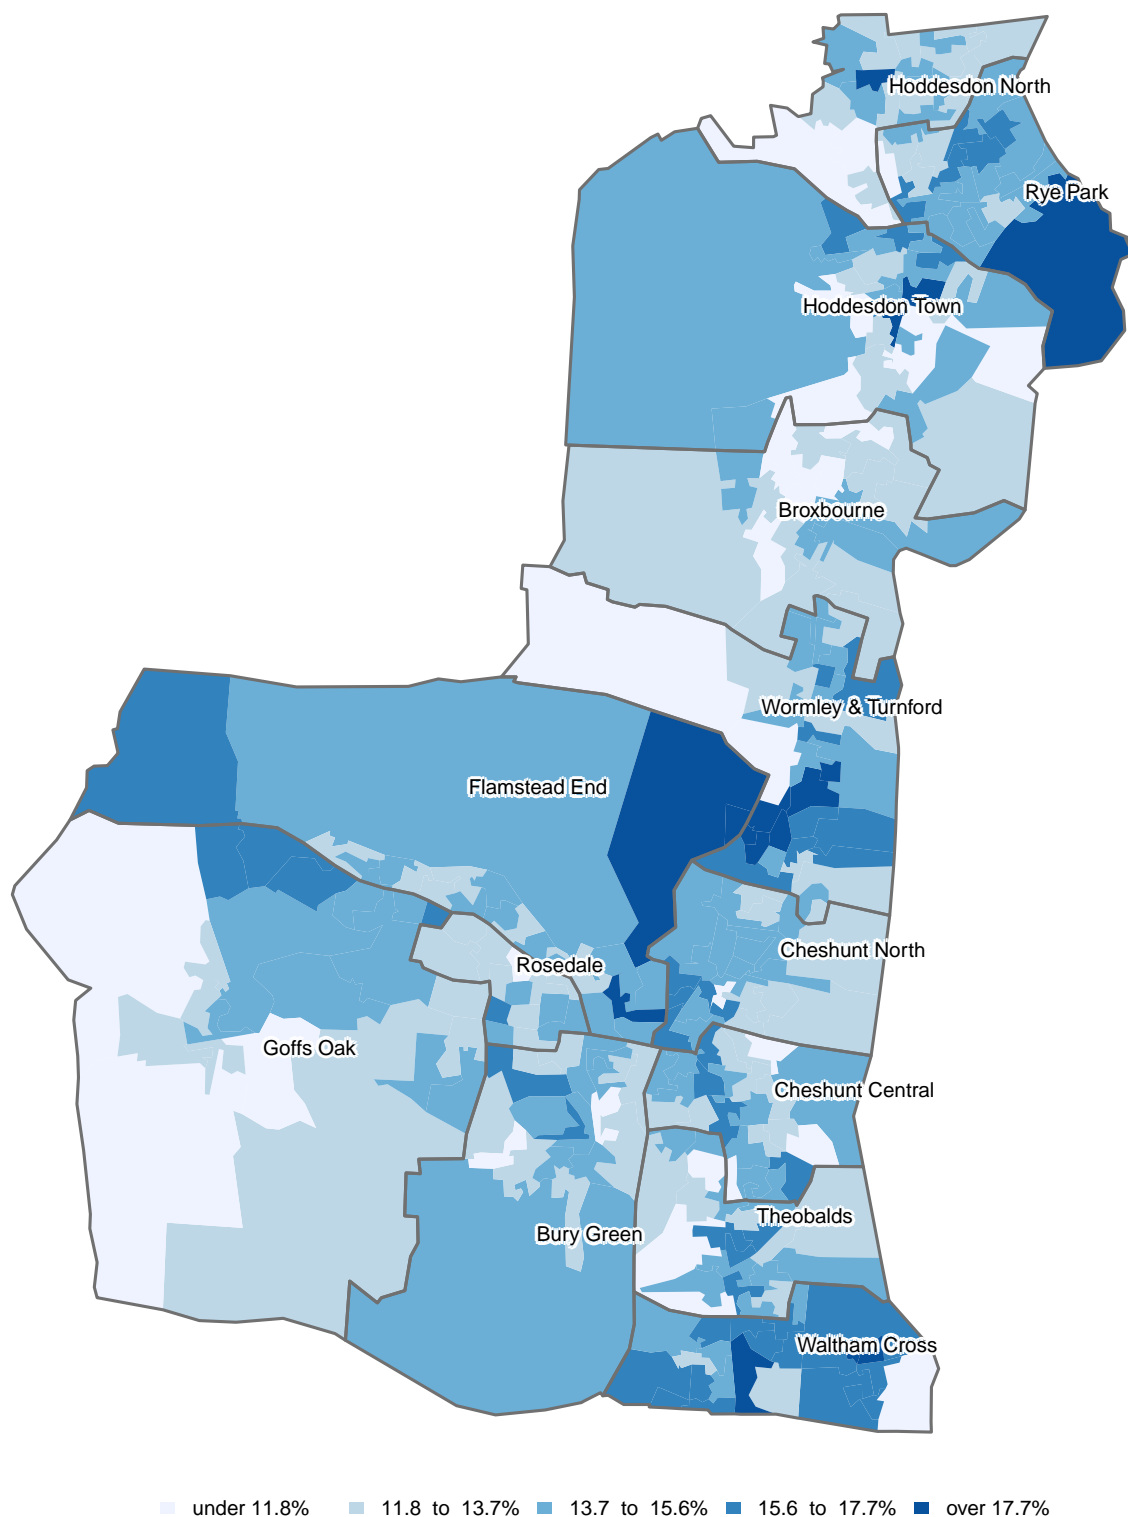 Hoddesdon North
Rye Park
Hoddesdon Town
Broxbourne
Wormley & Turnford
Flamstead End
Cheshunt North
Rosedale
Goffs Oak
Cheshunt Central
Theobalds
Bury Green
Waltham Cross
under 11.8% 11.8 to 13.7% 13.7 to 15.6% 15.6 to 17.7% over 17.7%